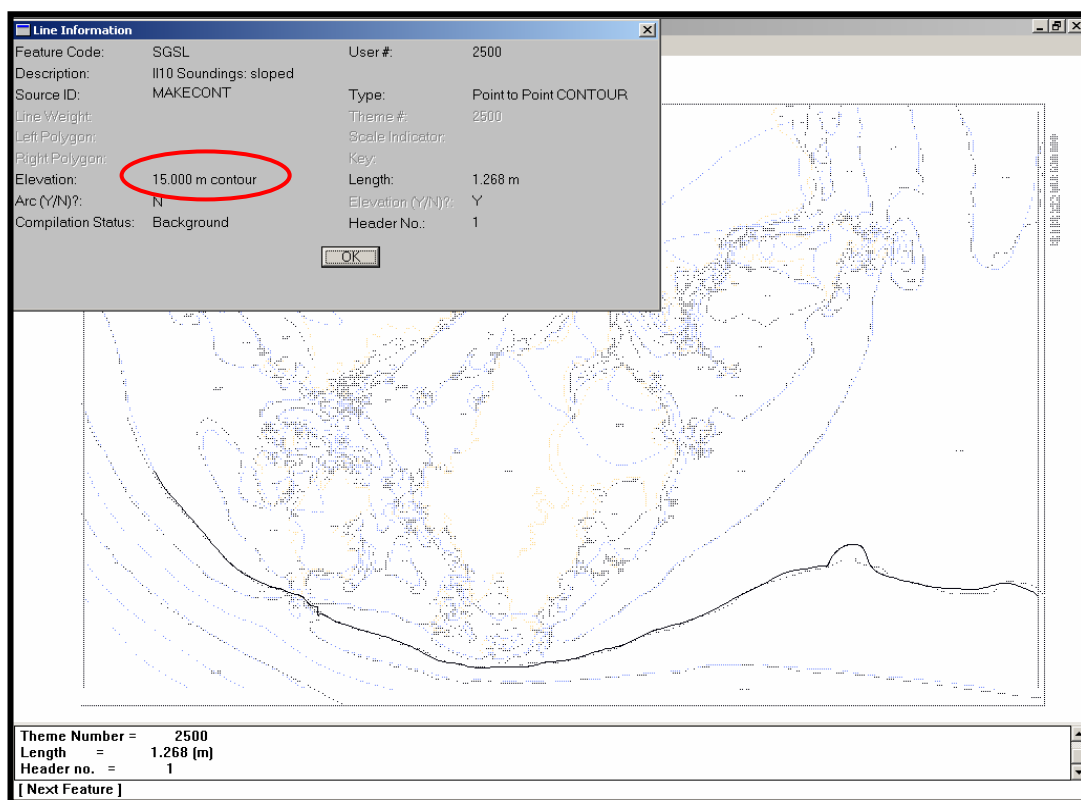 Line Information
Feature Code: SGSL User #: 2500
Description: II10 Soundings: sloped
Source ID: MAKECONT Type: Point to Point CONTOUR
Line Weight: Theme #: 2500
Left Polygon: Scale Indicator:
Right Polygon: Key:
Elevation: 15.000 m contour Length: 1.268 m
Arc (Y/N)?: N Elevation (Y/N)?: Y
Compilation Status: Background Header No.: 1
OK
Theme Number = 2500
Length = 1.268 (m)
Header no. = 1
[ Next Feature ]